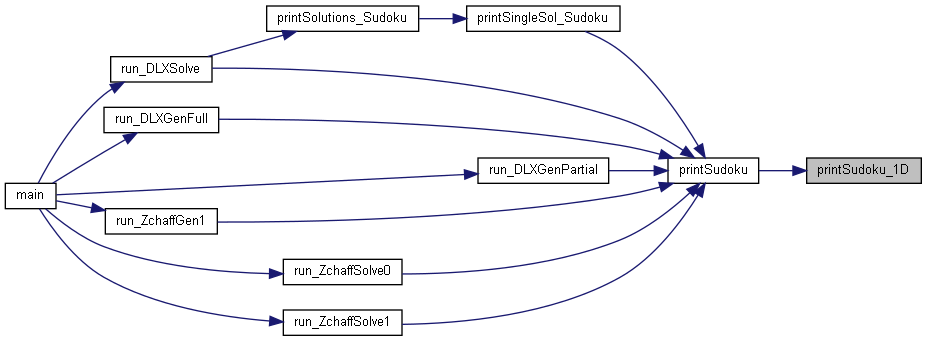 printSolutions_Sudoku
printSingleSol_Sudoku
run_DLXSolve
run_DLXGenFull
run_DLXGenPartial
printSudoku
printSudoku_1D
main
run_ZchaffGen1
run_ZchaffSolve0
run_ZchaffSolve1